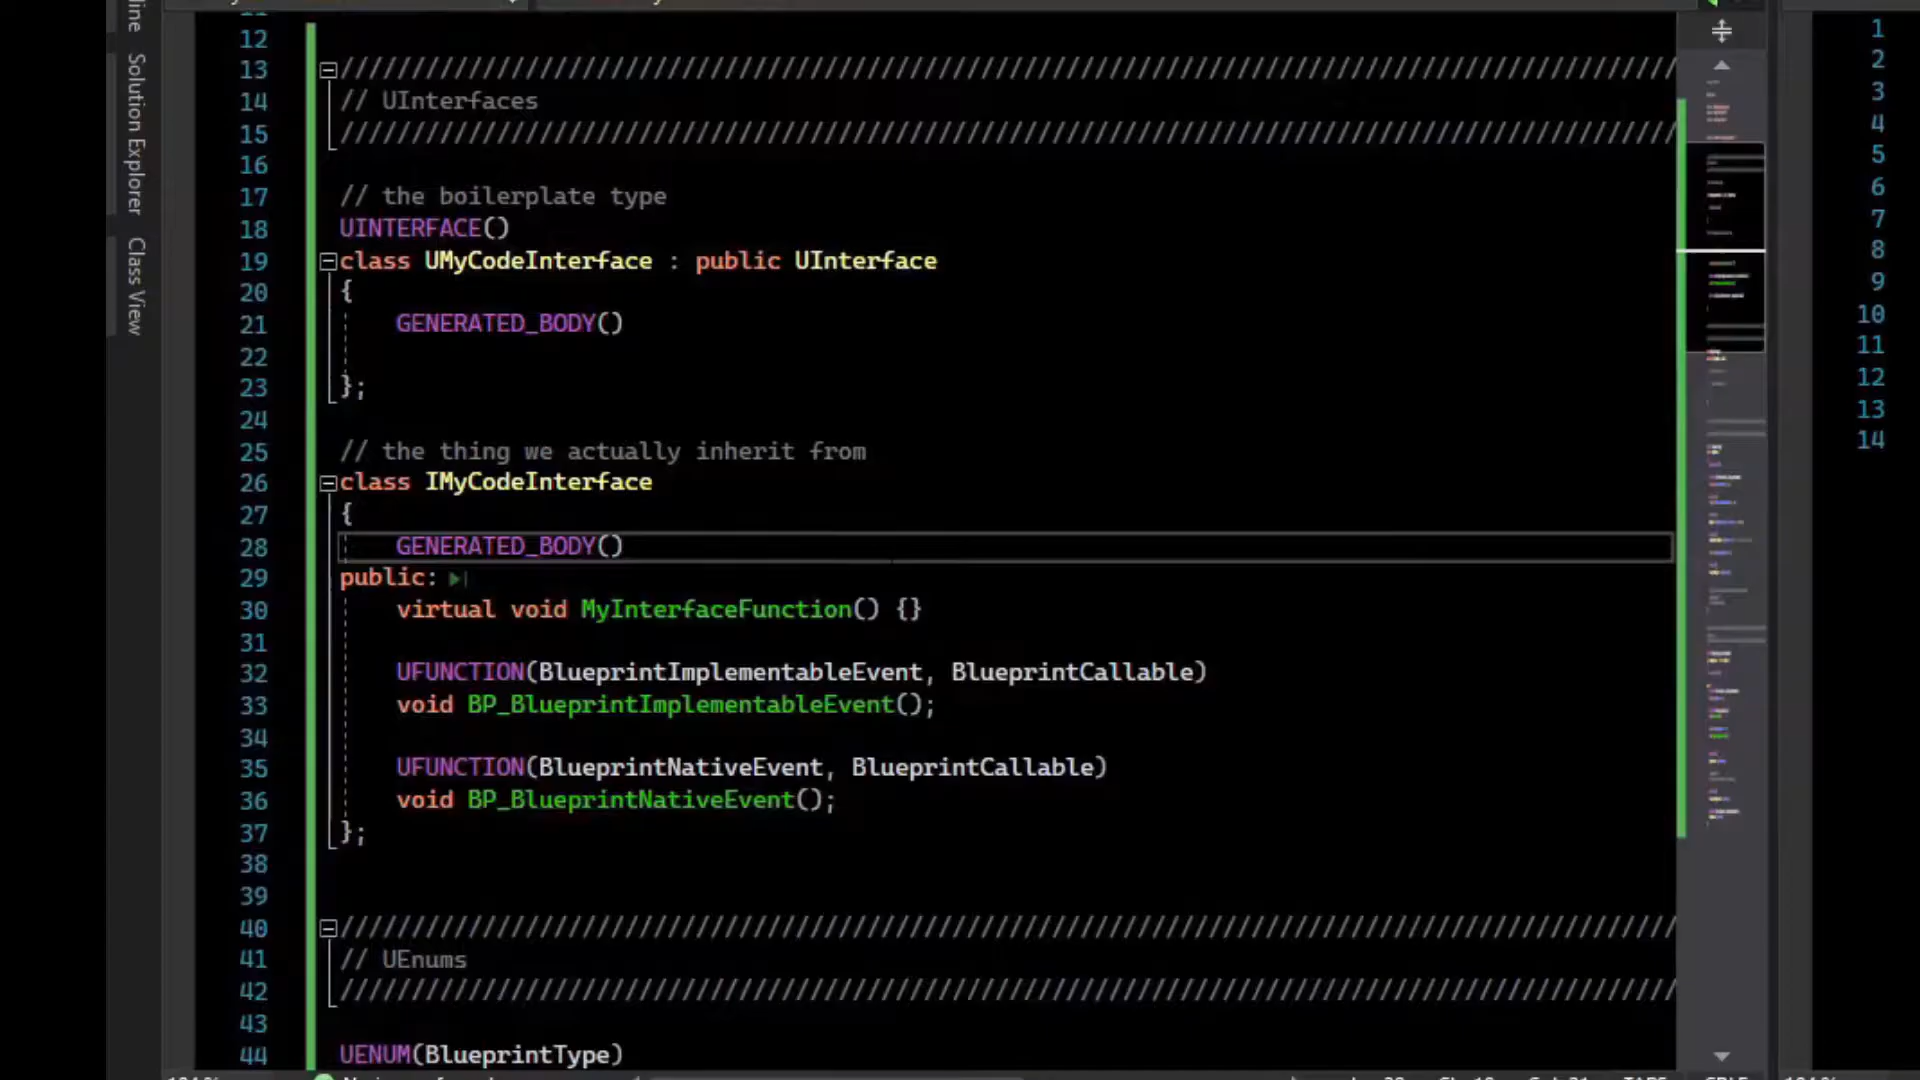 Solution Explorer
Class View
12
13 ////////////////////////////////////////////////////////////////////////////////////////////////
14 // UInterfaces
15 ////////////////////////////////////////////////////////////////////////////////////////////////
16
17 // the boilerplate type
18 UINTERFACE()
19 class UMyCodeInterface : public UInterface
20 {
21 GENERATED_BODY()
22
23 };
24
25 // the thing we actually inherit from
26 class IMyCodeInterface
27 {
28 GENERATED_BODY()
29 public:
30 virtual void MyInterfaceFunction() {}
31
32 UFUNCTION(BlueprintImplementableEvent, BlueprintCallable)
33 void BP_BlueprintImplementableEvent();
34
35 UFUNCTION(BlueprintNativeEvent, BlueprintCallable)
36 void BP_BlueprintNativeEvent();
37 };
38
39
40 ////////////////////////////////////////////////////////////////////////////////////////////////
41 // UEnums
42 ////////////////////////////////////////////////////////////////////////////////////////////////
43
44 UENUM(BlueprintType)
1
2
3
4
5
6
7
8
9
10
11
12
13
14